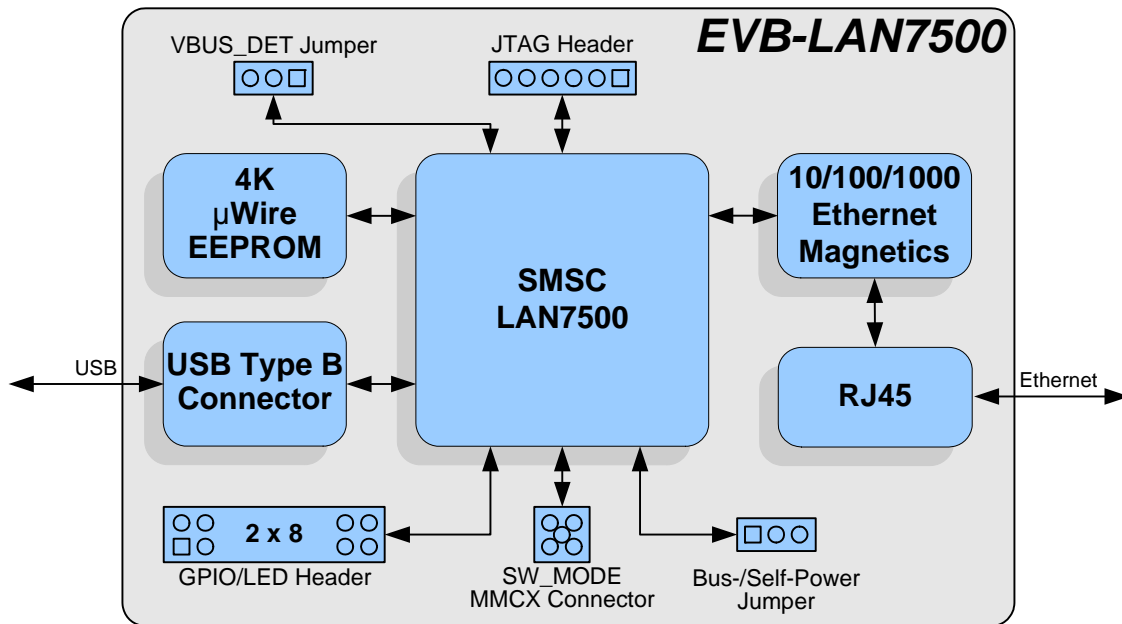 EVB-LAN7500
VBUS_DET Jumper
JTAG Header
4K
µWire
EEPROM
10/100/1000
Ethernet
Magnetics
SMSC
LAN7500
USB
USB Type B
Connector
RJ45
Ethernet
2 x 8
GPIO/LED Header
SW_MODE
MMCX Connector
Bus-/Self-Power
Jumper